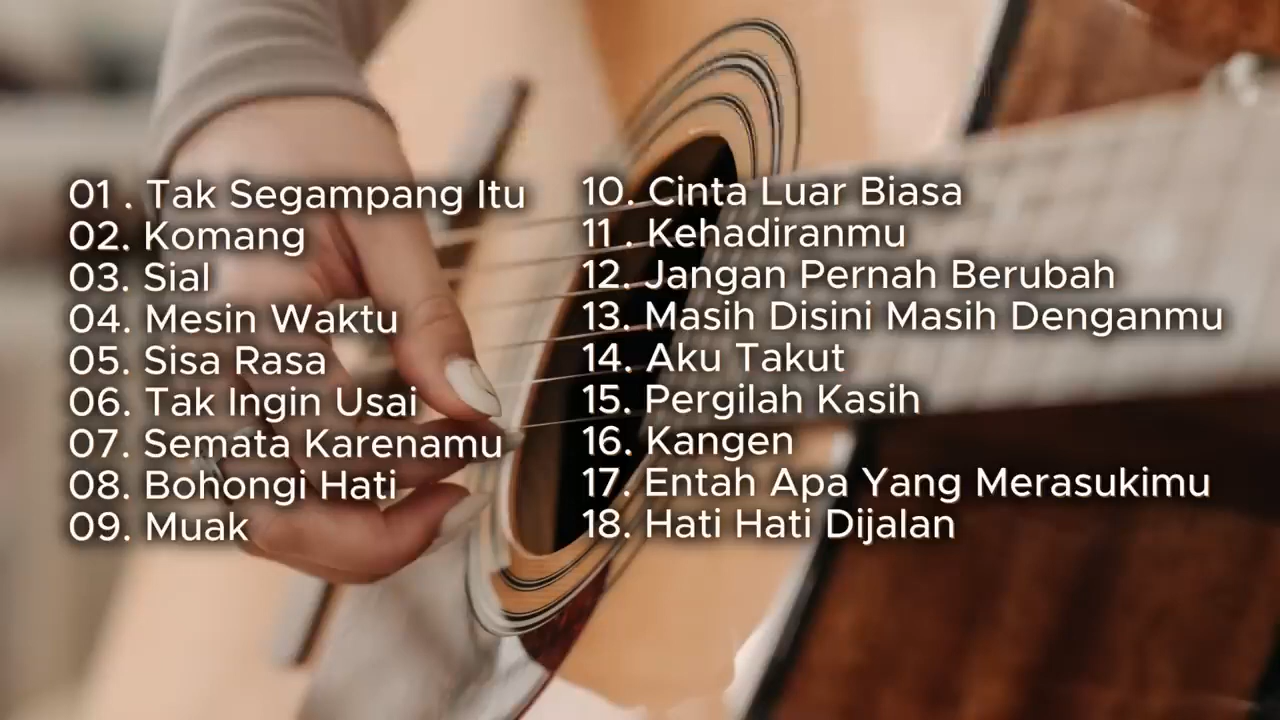 01 . Tak Segampang Itu
02. Komang
03. Sial
04. Mesin Waktu
05. Sisa Rasa
06. Tak Ingin Usai
07. Semata Karenamu
08. Bohongi Hati
09. Muak
10. Cinta Luar Biasa
11 . Kehadiranmu
12. Jangan Pernah Berubah
13. Masih Disini Masih Denganmu
14. Aku Takut
15. Pergilah Kasih
16. Kangen
17. Entah Apa Yang Merasukimu
18. Hati Hati Dijalan